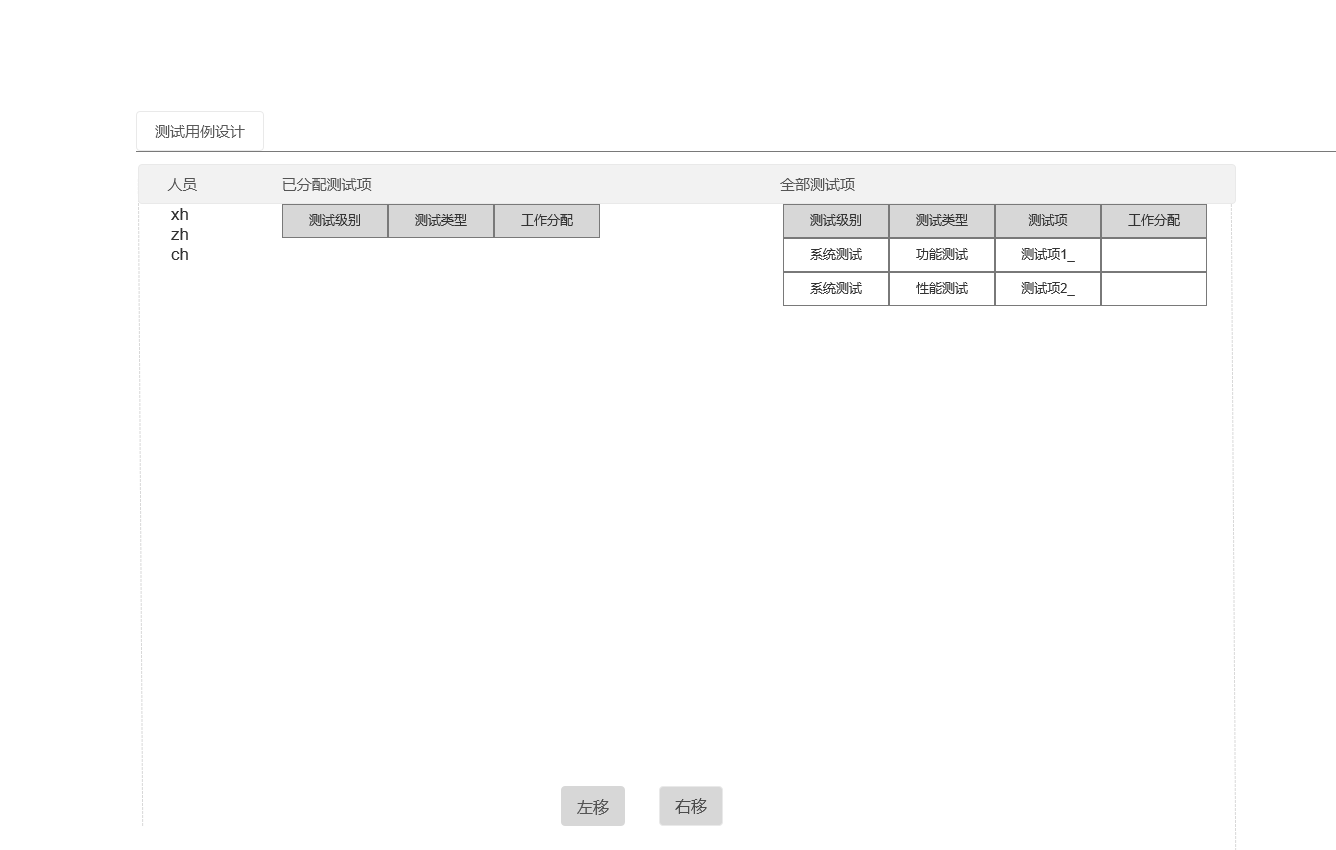 测试用例设计
人员 已分配测试项 全部测试项
xh
zh
ch
测试级别 测试类型 工作分配
测试级别 测试类型 测试项 工作分配
系统测试 功能测试 测试项1_
系统测试 性能测试 测试项2_
左移 右移